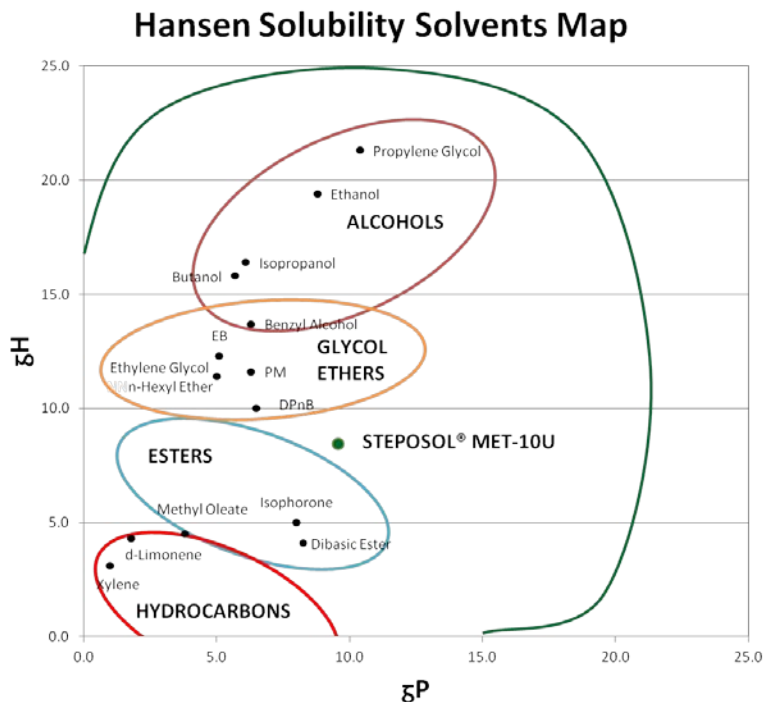 Hansen Solubility Solvents Map
25.0
20.0
15.0
10.0
5.0
0.0
δH
Propylene Glycol
Ethanol
ALCOHOLS
Isopropanol
Butanol
Benzyl Alcohol
EB
GLYCOL
ETHERS
Ethylene Glycol
n-Hexyl Ether
PM
DPnB
STEPOSOL® MET-10U
ESTERS
Isophorone
Methyl Oleate
Dibasic Ester
d-Limonene
Xylene
HYDROCARBONS
0.0 5.0 10.0 15.0 20.0 25.0
δP